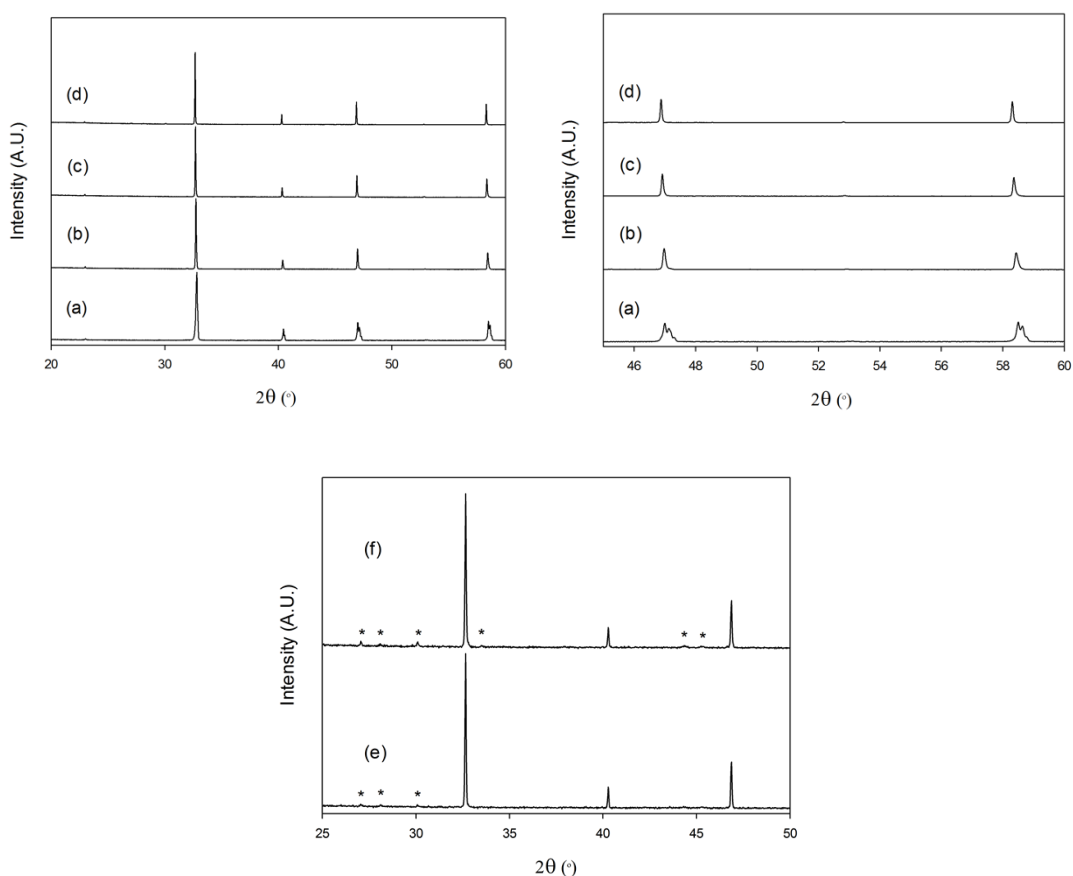 (d)
(c)
(b)
(a)
Intensity (A.U.)
20 30 40 50 60
2θ (°)
(d)
(c)
(b)
(a)
Intensity (A.U.)
46 48 50 52 54 56 58 60
2θ (°)
(f)
* * * * * *
(e)
* * *
Intensity (A.U.)
25 30 35 40 45 50
2θ (°)